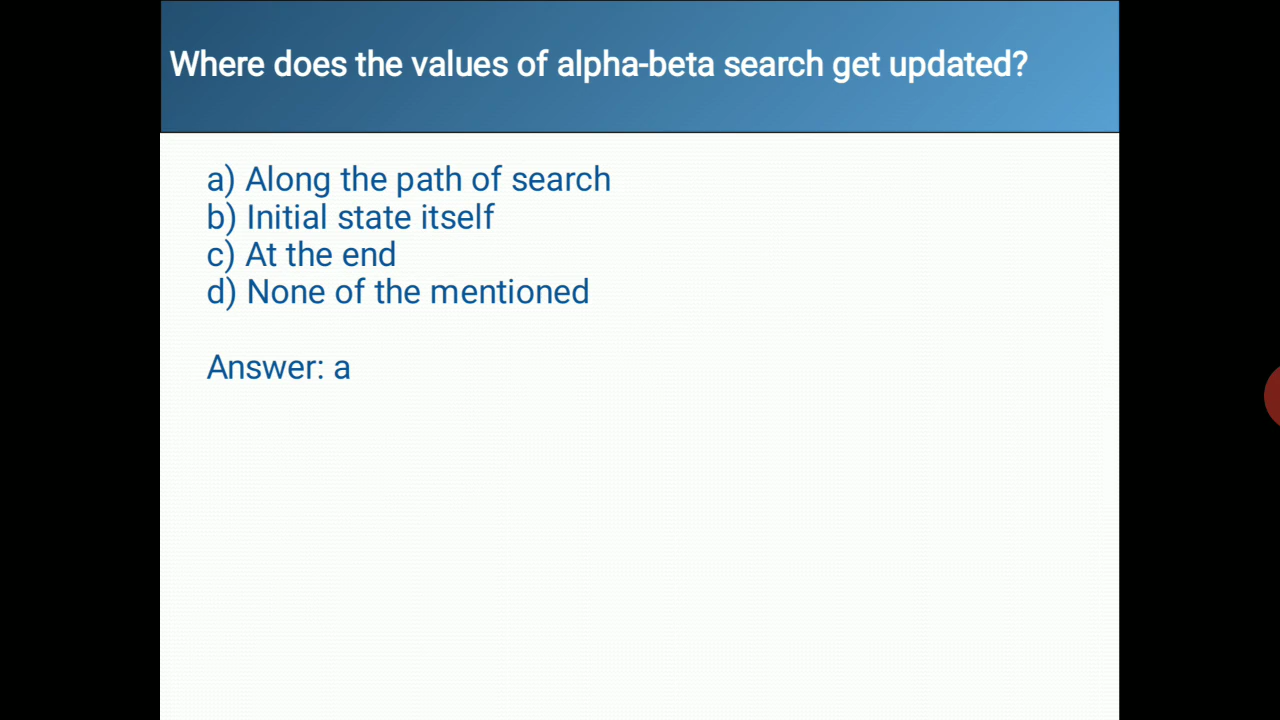 Where does the values of alpha-beta search get updated?
a) Along the path of search
b) Initial state itself
c) At the end
d) None of the mentioned
Answer: a